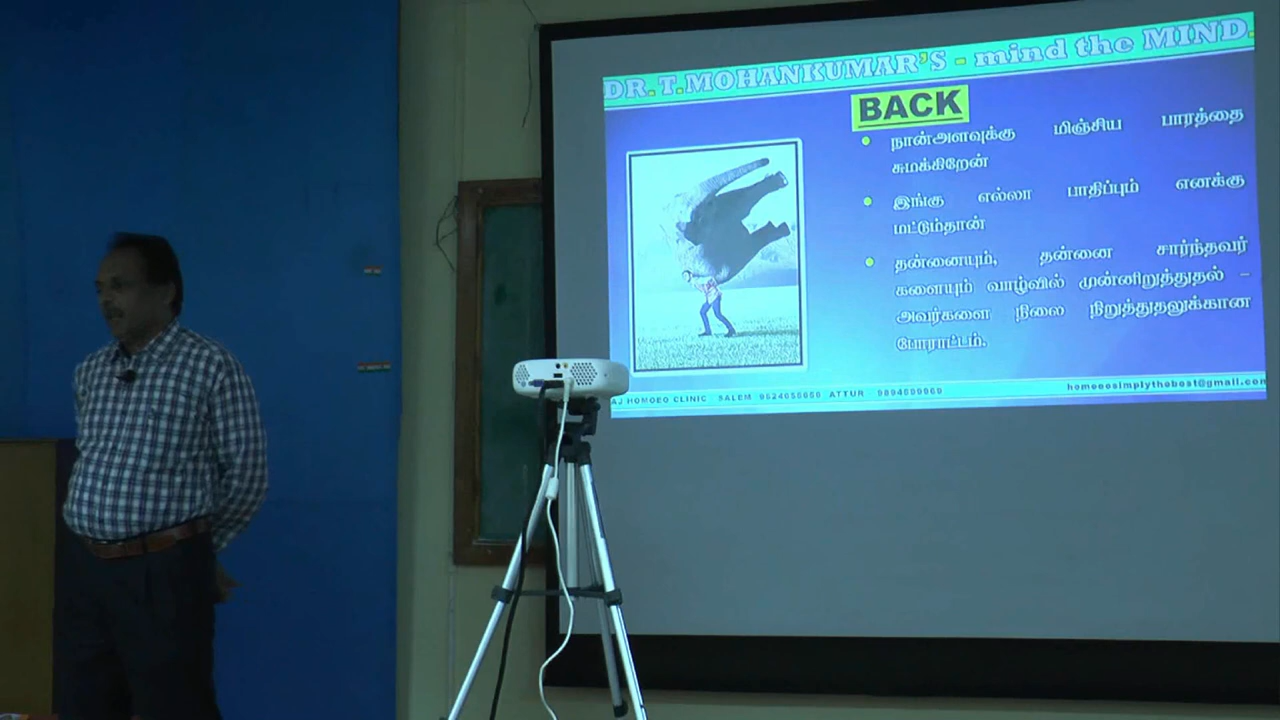 DR.T.MOHANKUMAR'S - mind the MIND.
BACK
நான்அளவுக்கு மிஞ்சிய பாரத்தை
சுமக்கிறேன்
இங்கு எல்லா பாதிப்பும் எனக்கு
மட்டும்தான்
தன்னையும், தன்னை சார்ந்தவர்
களையும் வாழ்வில் முன்னிறுத்துதல் –
அவர்களை நிலை நிறுத்துதலுக்கான
போராட்டம்.
HOMOEO CLINIC SALEM ATTUR homoeosimplythebest@gmail.com